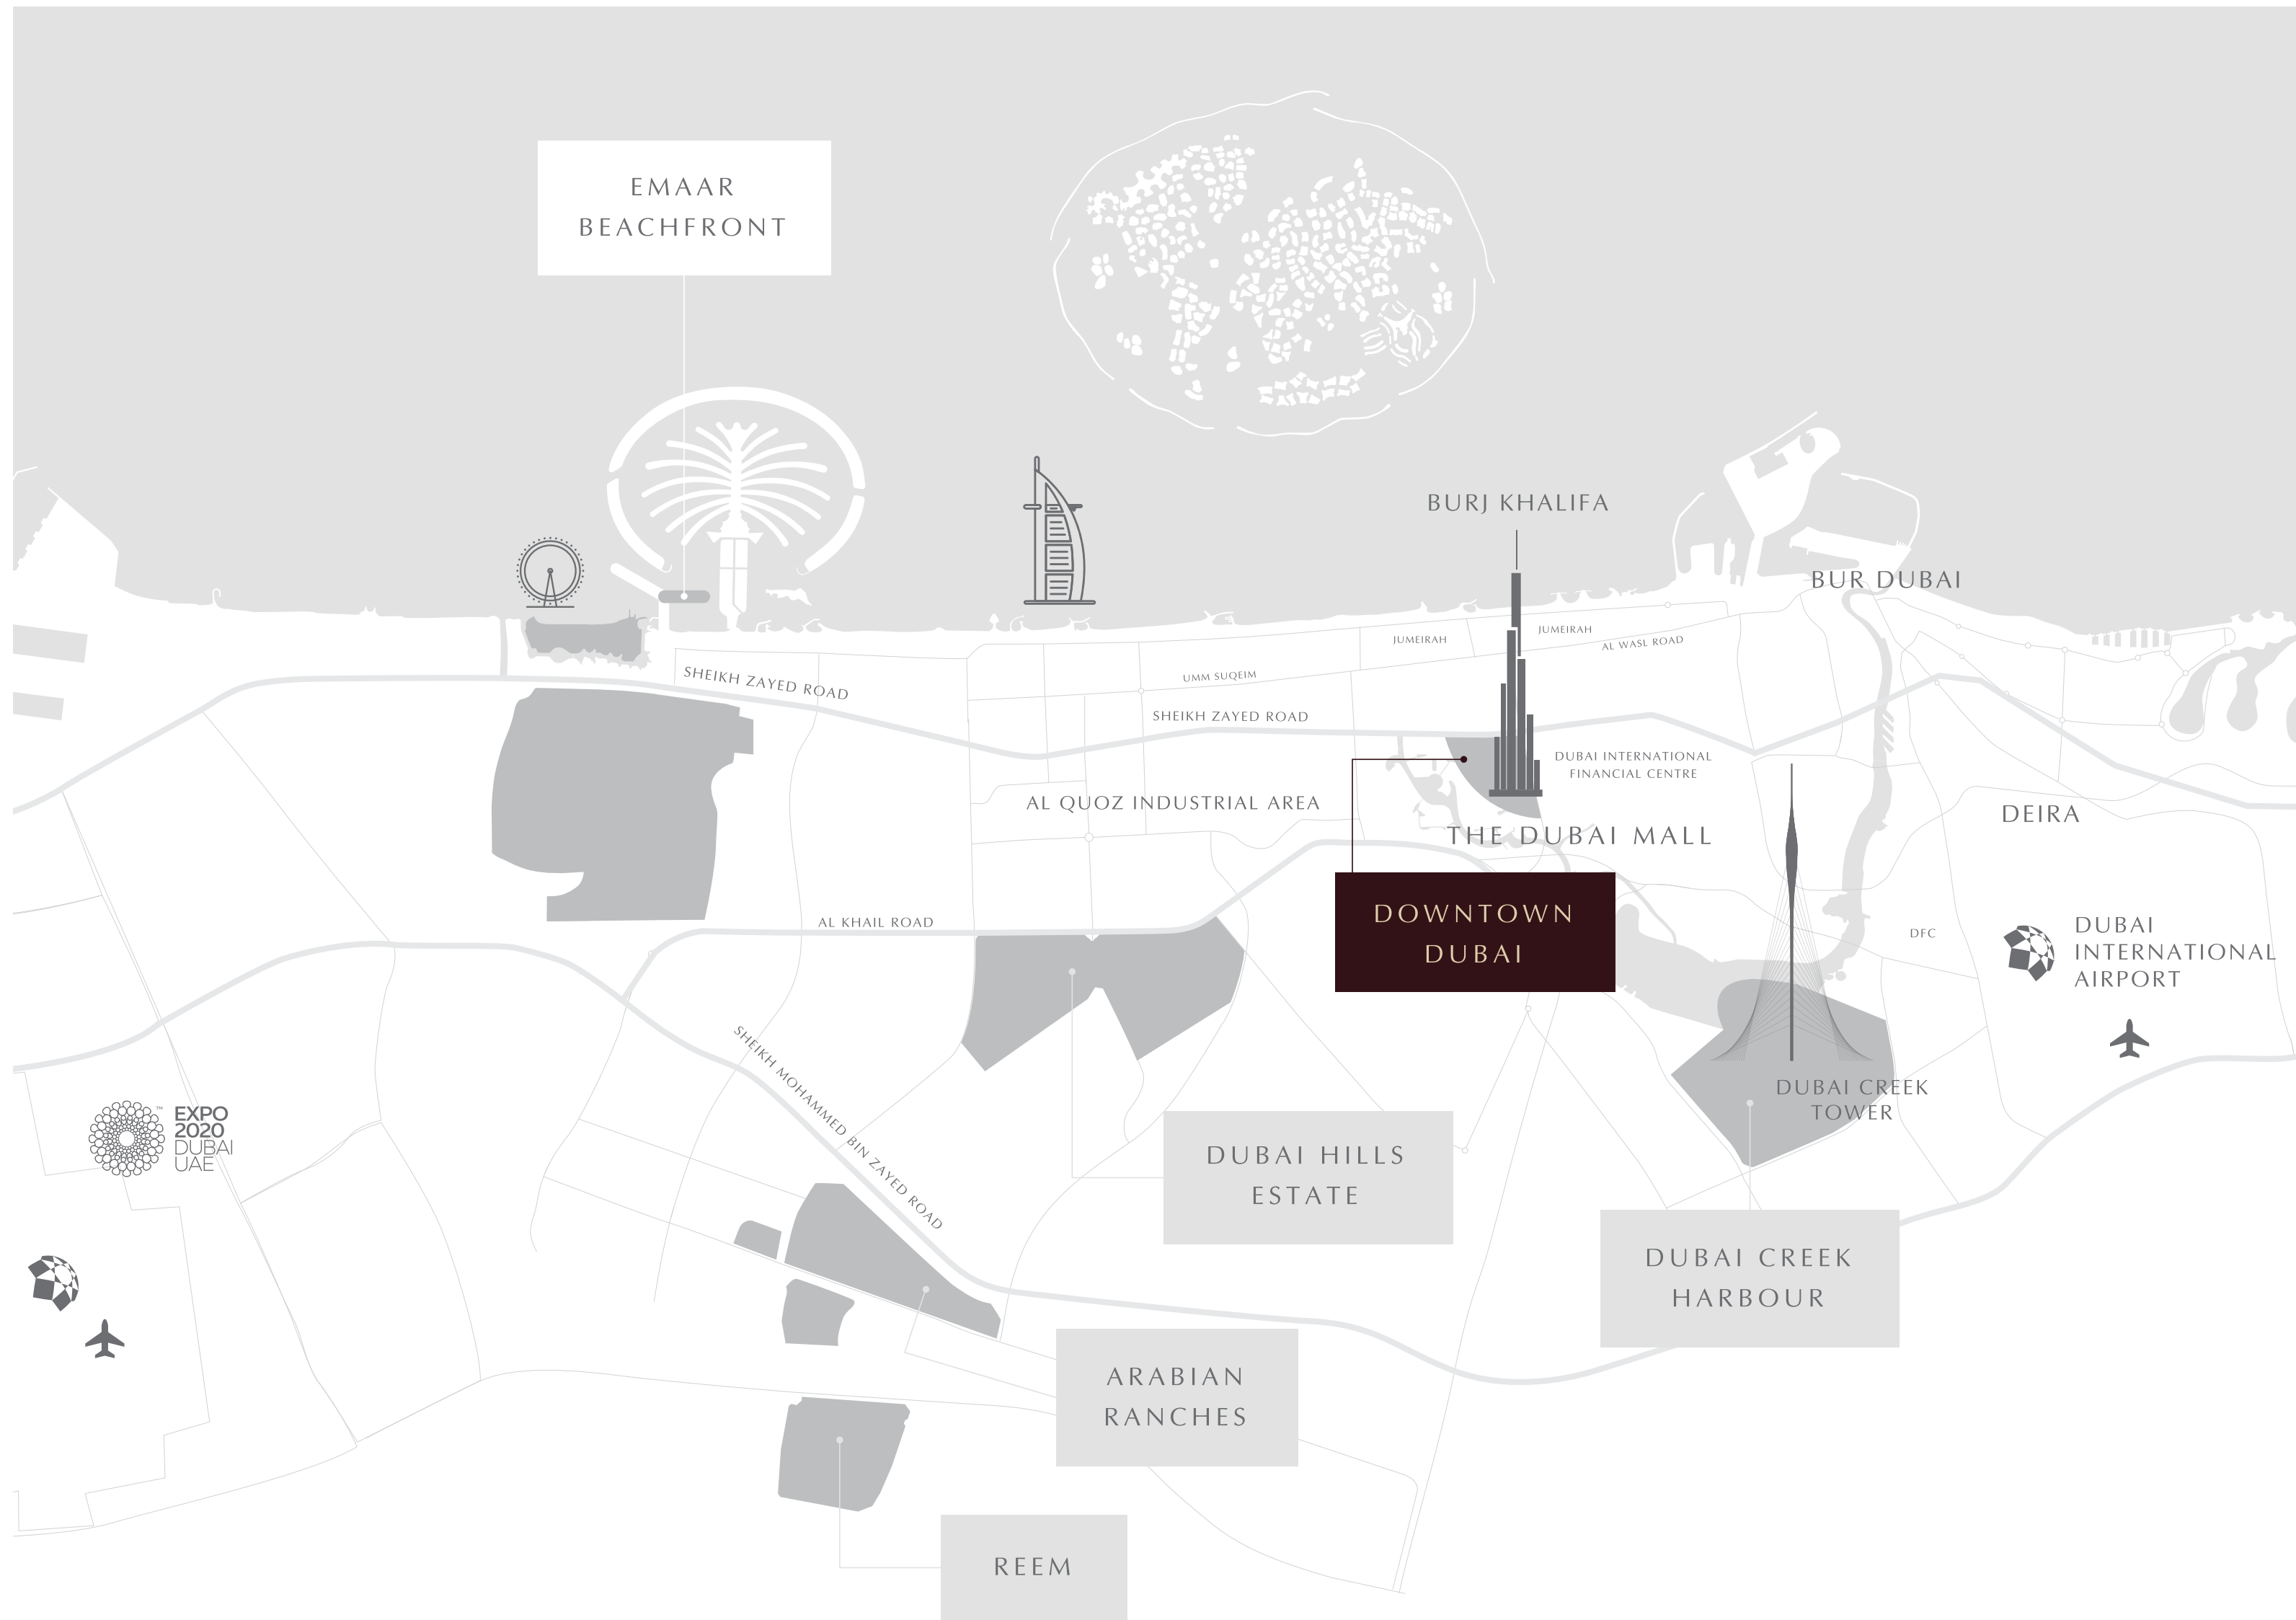 EMAAR
BEACHFRONT
BURJ KHALIFA
BUR DUBAI
JUMEIRAH
JUMEIRAH
AL WASL ROAD
SHEIKH ZAYED ROAD
UMM SUQEIM
SHEIKH ZAYED ROAD
DUBAI INTERNATIONAL
FINANCIAL CENTRE
AL QUOZ INDUSTRIAL AREA
THE DUBAI MALL
DEIRA
AL KHAIL ROAD
DOWNTOWN
DUBAI
DFC
DUBAI
INTERNATIONAL
AIRPORT
SHEIKH MOHAMMED BIN ZAYED ROAD
DUBAI CREEK
TOWER
EXPO ™
2020
DUBAI
UAE
DUBAI HILLS
ESTATE
DUBAI CREEK
HARBOUR
ARABIAN
RANCHES
REEM